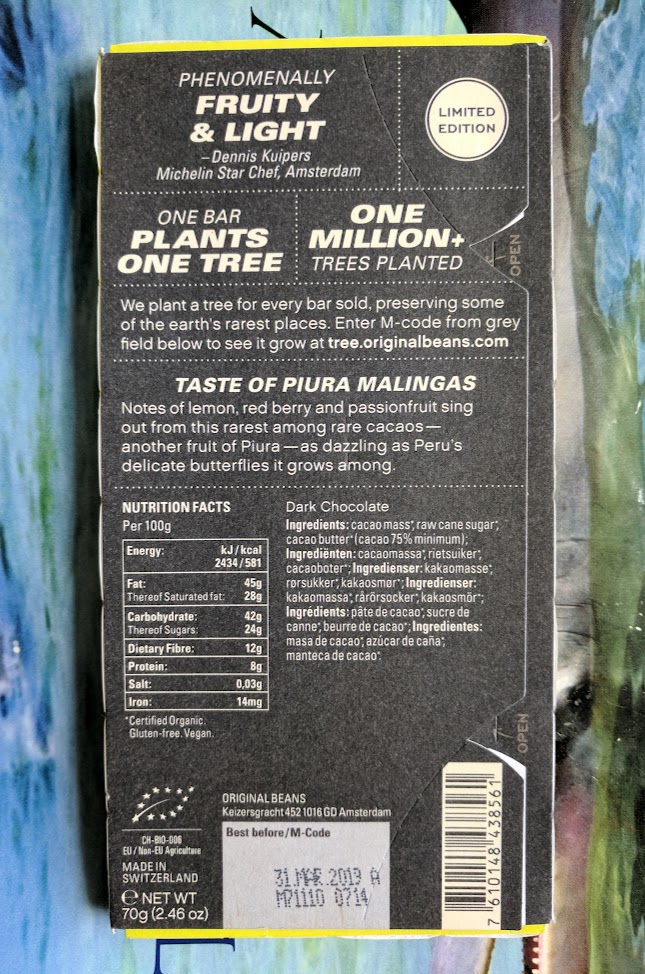 PHENOMENALLY
FRUITY
& LIGHT
– Dennis Kuipers
Michelin Star Chef, Amsterdam
LIMITED
EDITION
ONE BAR
PLANTS
ONE TREE
ONE
MILLION+
TREES PLANTED
OPEN
We plant a tree for every bar sold, preserving some
of the earth's rarest places. Enter M-code from grey
field below to see it grow at tree.originalbeans.com
TASTE OF PIURA MALINGAS
Notes of lemon, red berry and passionfruit sing
out from this rarest among rare cacaos —
another fruit of Piura — as dazzling as Peru's
delicate butterflies it grows among.
NUTRITION FACTS
Per 100g
Energy: kJ/kcal
2434/581
Fat: 45g
Thereof Saturated fat: 28g
Carbohydrate: 42g
Thereof Sugars: 24g
Dietary Fibre: 12g
Protein: 8g
Salt: 0,03g
Iron: 14mg
*Certified Organic.
Gluten-free. Vegan.
Dark Chocolate
Ingredients: cacao mass*, raw cane sugar*,
cacao butter* (cacao 75% minimum);
Ingrediënten: cacaomassa*, rietsuiker*,
cacaoboter*; Ingredienser: kakaomasse*,
rørsukker*, kakaosmør*; Ingredienser:
kakaomassa*, rårörsocker*, kakaosmör*;
Ingrédients: pâte de cacao*, sucre de
canne*, beurre de cacao*; Ingredientes:
masa de cacao*, azúcar de caña*,
manteca de cacao*.
OPEN
CH-BIO-006
EU / Non-EU Agriculture
MADE IN
SWITZERLAND
℮ NET WT
70g (2.46 oz)
ORIGINAL BEANS
Keizersgracht 452 1016 GD Amsterdam
Best before/M-Code
31.MAR.2019 A
M71110 0714
7 610148 438561